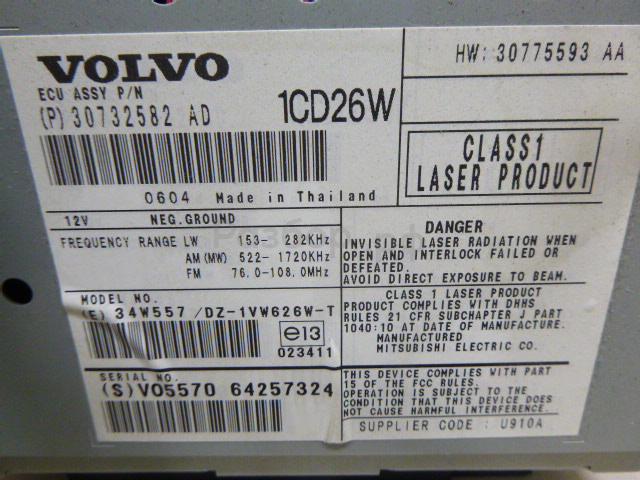 VOLVO
HW: 30775593 AA
ECU ASSY P/N
(P) 30732582 AD
1CD26W
CLASS1
LASER PRODUCT
0604 Made in Thailand
12V NEG.GROUND
FREQUENCY RANGE LW 153- 282KHz
AM(MW) 522-1720KHz
FM 76.0-108.0MHz
DANGER
INVISIBLE LASER RADIATION WHEN
OPEN AND INTERLOCK FAILED OR
DEFEATED.
AVOID DIRECT EXPOSURE TO BEAM.
MODEL NO.
(E) 34W557 /DZ-1VW626W-T
e13
023411
CLASS 1 LASER PRODUCT
PRODUCT COMPLIES WITH DHHS
RULES 21 CFR SUBCHAPTER J PART
1040:10 AT DATE OF MANUFACTURE.
MANUFACTURED
MITSUBISHI ELECTRIC CO.
SERIAL NO.
(S) VO5570 64257324
THIS DEVICE COMPLIES WITH PART
15 OF THE FCC RULES.
OPERATION IS SUBJECT TO THE
CONDITION THAT THIS DEVICE DOES
NOT CAUSE HARMFUL INTERFERENCE.
SUPPLIER CODE : U910A